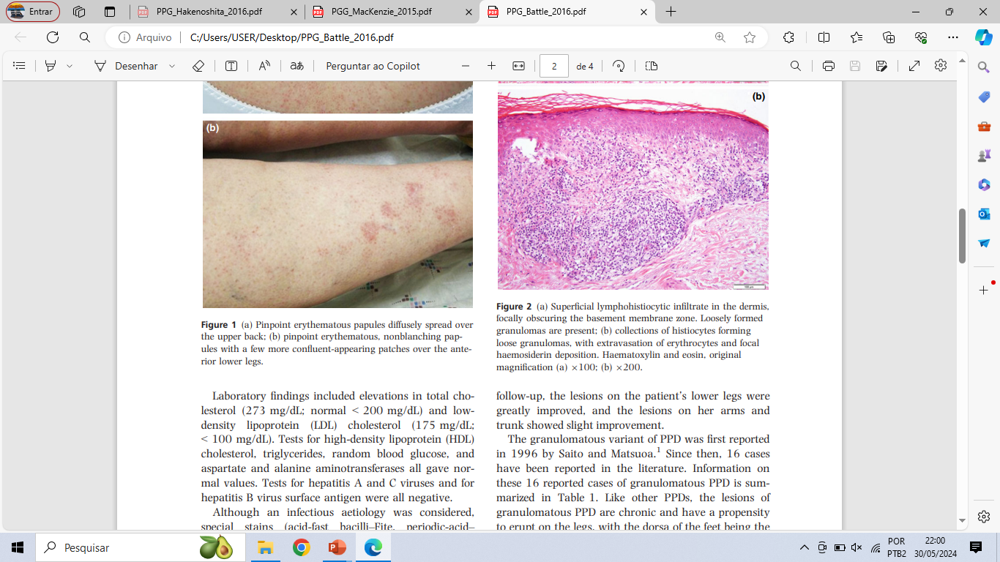 Entrar
PPG_Hakenoshita_2016.pdf
PGG_MacKenzie_2015.pdf
PPG_Battle_2016.pdf
Arquivo
C:/Users/USER/Desktop/PPG_Battle_2016.pdf
Desenhar
Perguntar ao Copilot
2
de 4
(b)
Figure 1 (a) Pinpoint erythematous papules diffusely spread over
the upper back; (b) pinpoint erythematous, nonblanching pap-
ules with a few more confluent-appearing patches over the ante-
rior lower legs.
Laboratory findings included elevations in total cho-
lesterol (273 mg/dL; normal < 200 mg/dL) and low-
density lipoprotein (LDL) cholesterol (175 mg/dL;
< 100 mg/dL). Tests for high-density lipoprotein (HDL)
cholesterol, triglycerides, random blood glucose, and
aspartate and alanine aminotransferases all gave nor-
mal values. Tests for hepatitis A and C viruses and for
hepatitis B virus surface antigen were all negative.
Although an infectious aetiology was considered,
special stains (acid-fast bacilli–Fite, periodic-acid–
(b)
Figure 2 (a) Superficial lymphohistiocytic infiltrate in the dermis,
focally obscuring the basement membrane zone. Loosely formed
granulomas are present; (b) collections of histiocytes forming
loose granulomas, with extravasation of erythrocytes and focal
haemosiderin deposition. Haematoxylin and eosin, original
magnification (a) ×100; (b) ×200.
follow-up, the lesions on the patient's lower legs were
greatly improved, and the lesions on her arms and
trunk showed slight improvement.
The granulomatous variant of PPD was first reported
in 1996 by Saito and Matsuoa.1 Since then, 16 cases
have been reported in the literature. Information on
these 16 reported cases of granulomatous PPD is sum-
marized in Table 1. Like other PPDs, the lesions of
granulomatous PPD are chronic and have a propensity
to erupt on the legs, with the dorsa of the feet being the
Pesquisar
POR
PTB2
22:00
30/05/2024